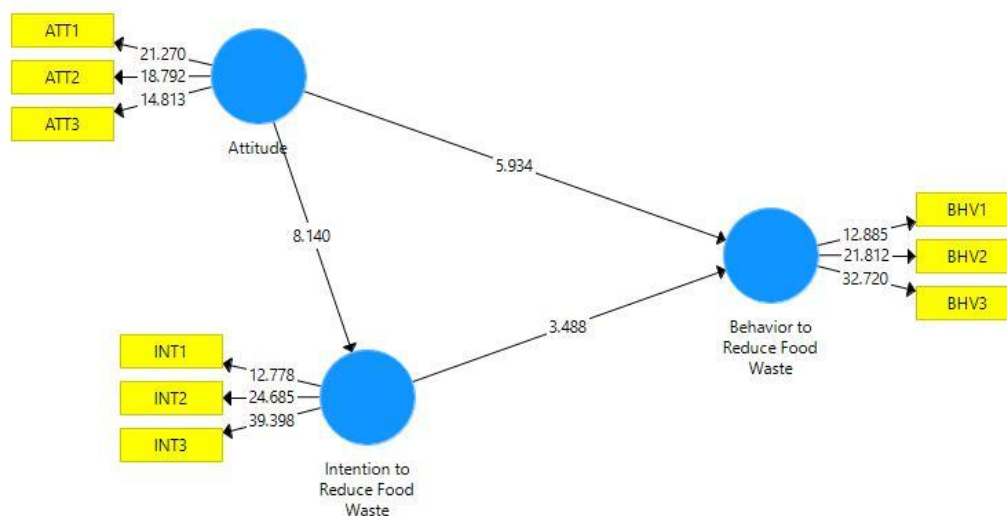 ATT1
21.270
ATT2
18.792
ATT3
14.813
Attitude
5.934
8.140
BHV1
12.885
BHV2
21.812
BHV3
32.720
Behavior to
Reduce Food
Waste
3.488
INT1
12.778
INT2
24.685
INT3
39.398
Intention to
Reduce Food
Waste